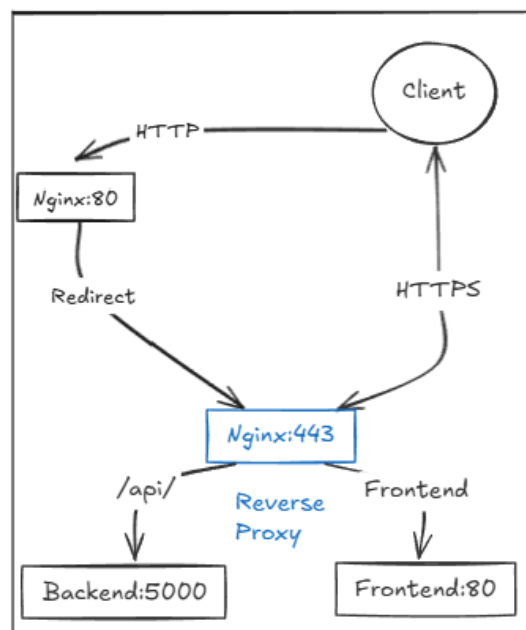 Client
HTTP
Nginx:80
Redirect
HTTPS
Nginx:443
/api/
Reverse
Proxy
Frontend
Backend:5000
Frontend:80